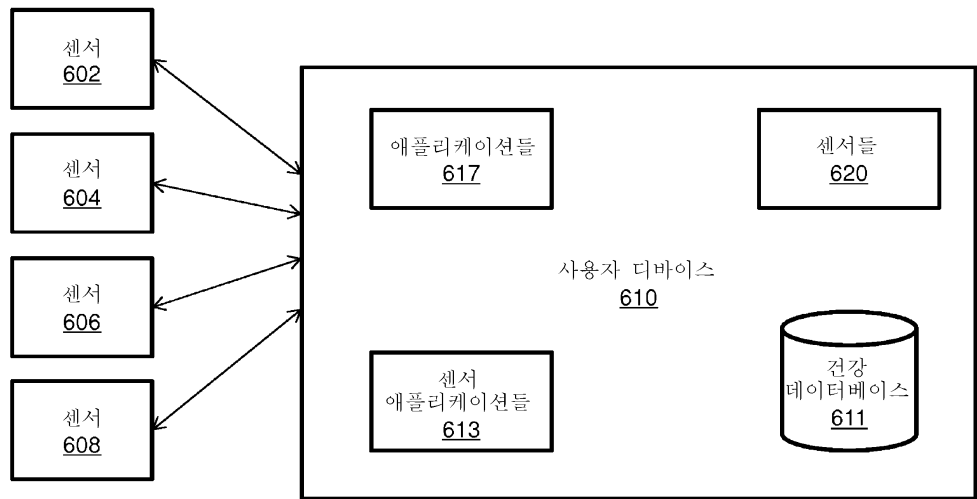 센서
602
센서
604
센서
606
센서
608
애플리케이션들
617
센서들
620
사용자 디바이스
610
센서
애플리케이션들
613
건강
데이터베이스
611